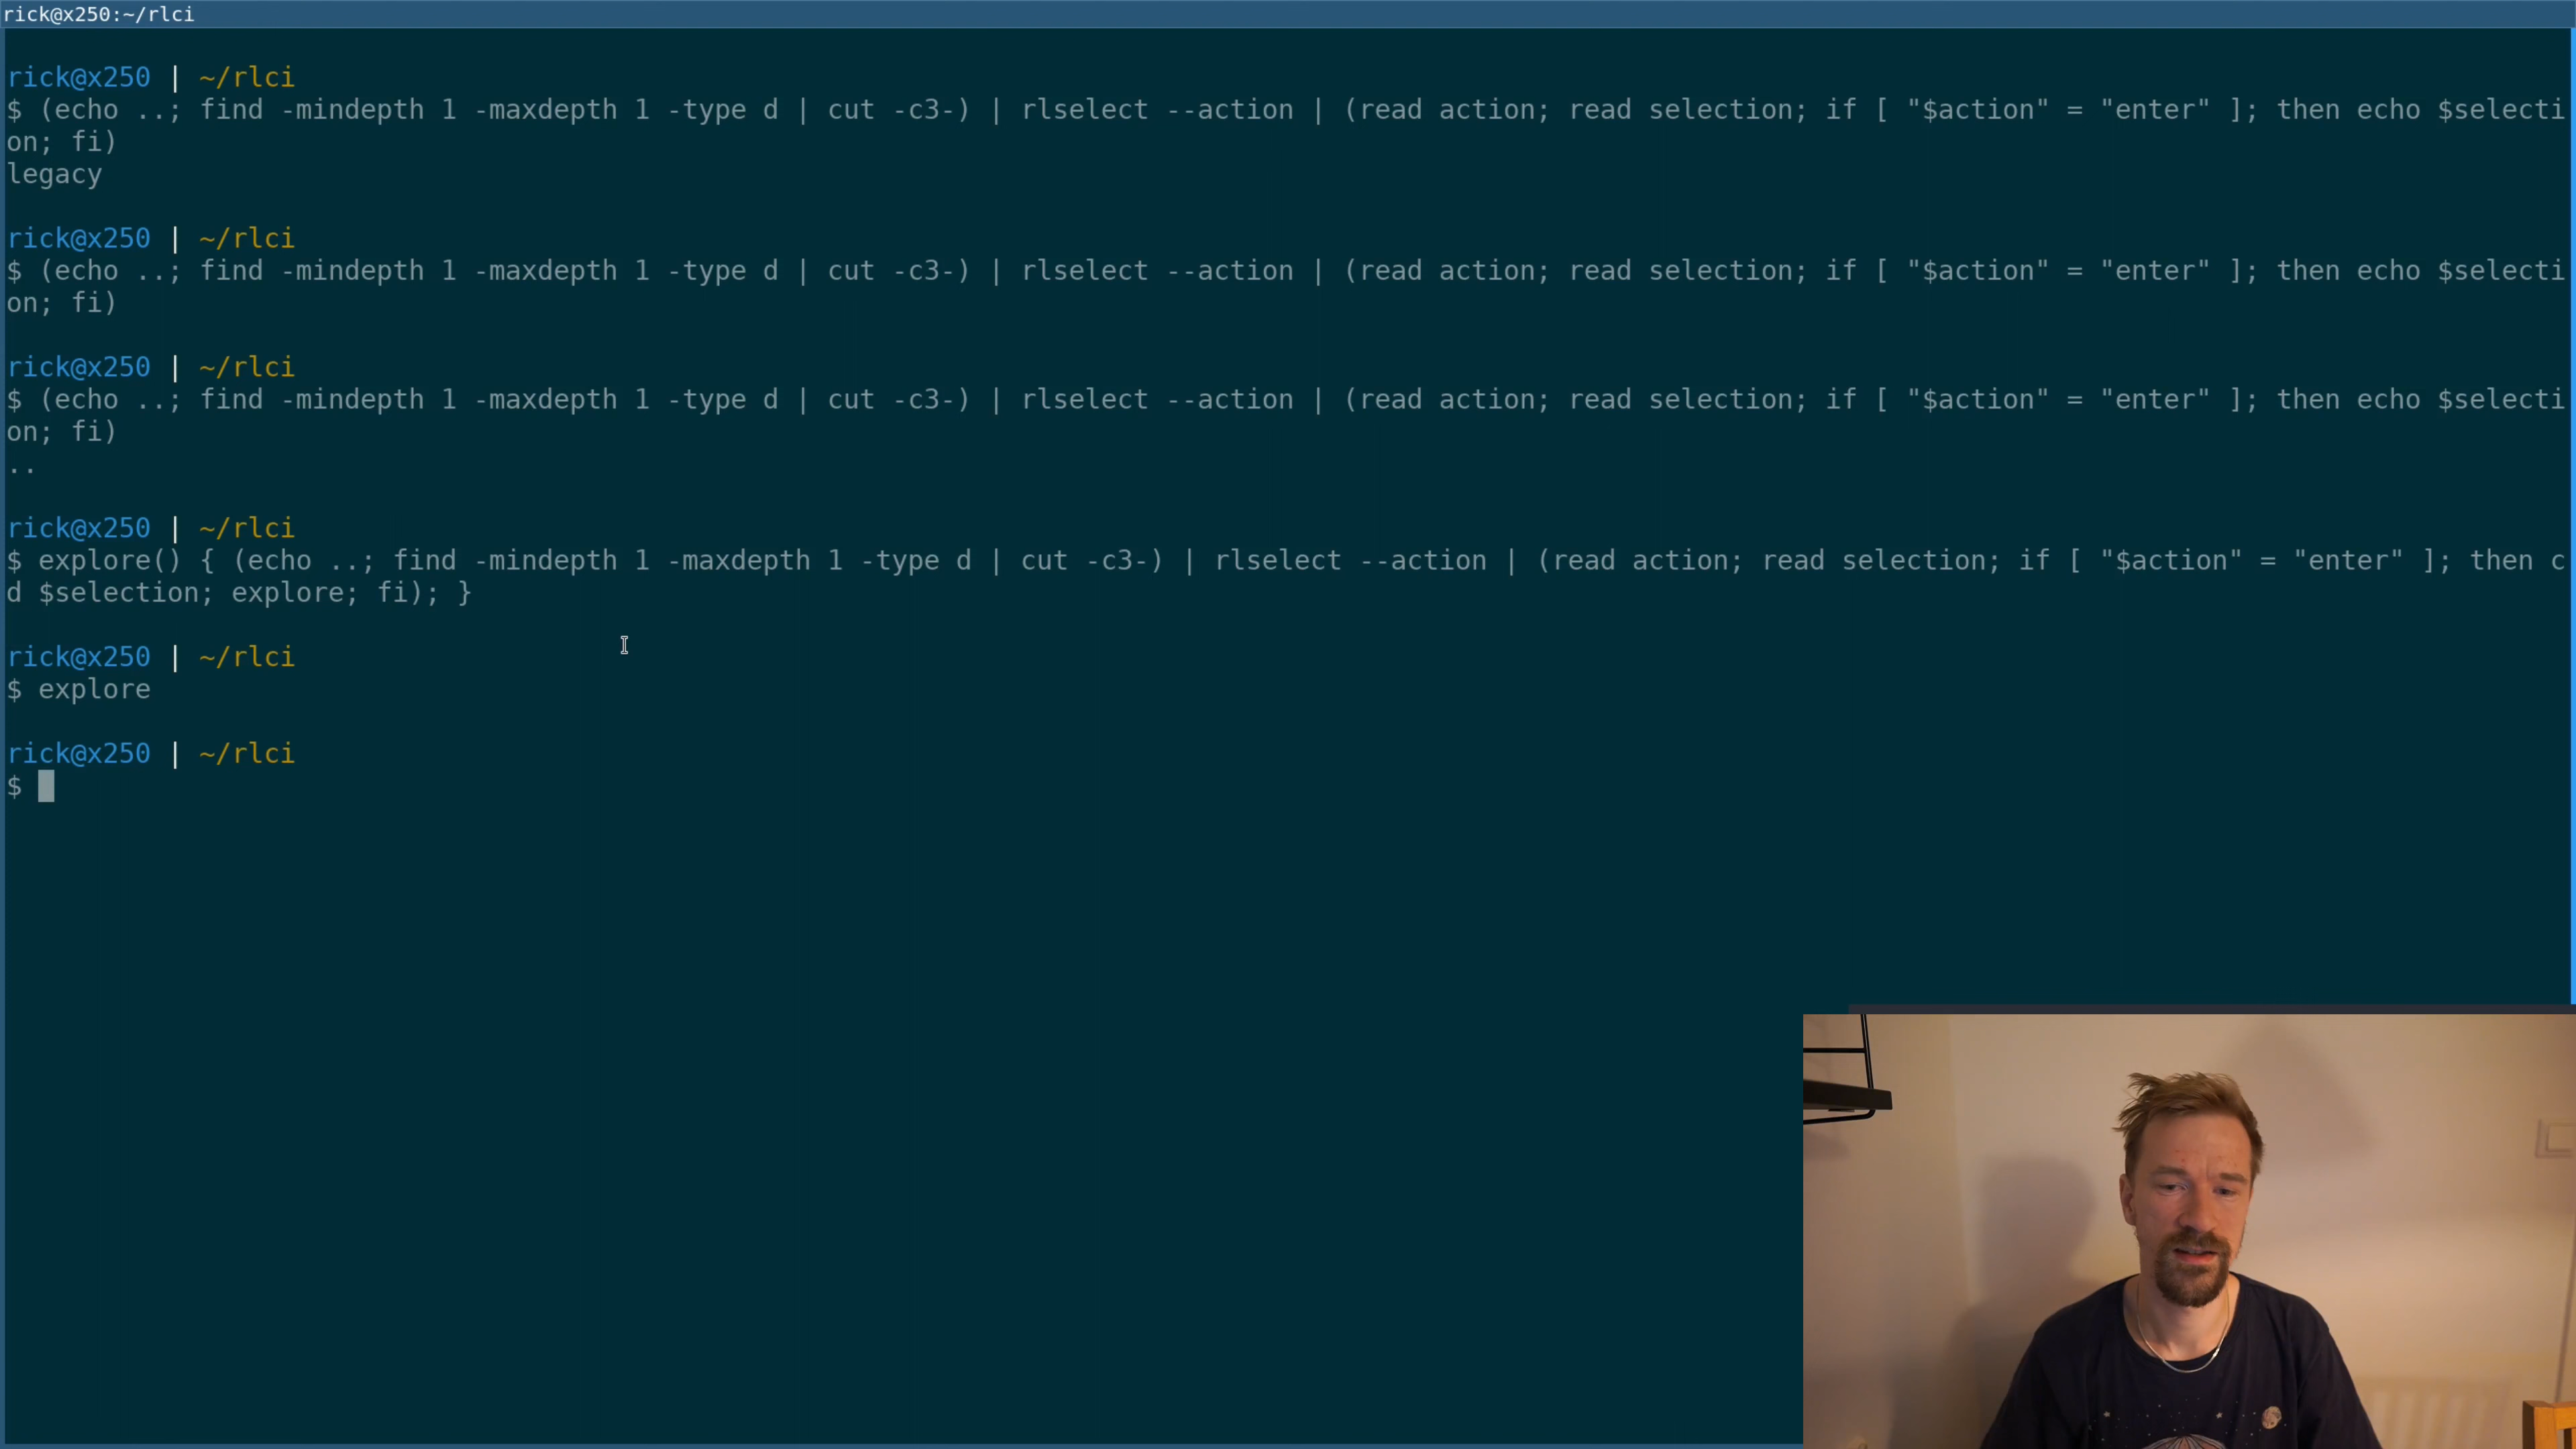 rick@x250:~/rlci
rick@x250 | ~/rlci
$ (echo ..; find -mindepth 1 -maxdepth 1 -type d | cut -c3-) | rlselect --action | (read action; read selection; if [ "$action" = "enter" ]; then echo $selecti
on; fi)
legacy
rick@x250 | ~/rlci
$ (echo ..; find -mindepth 1 -maxdepth 1 -type d | cut -c3-) | rlselect --action | (read action; read selection; if [ "$action" = "enter" ]; then echo $selecti
on; fi)
rick@x250 | ~/rlci
$ (echo ..; find -mindepth 1 -maxdepth 1 -type d | cut -c3-) | rlselect --action | (read action; read selection; if [ "$action" = "enter" ]; then echo $selecti
on; fi)
..
rick@x250 | ~/rlci
$ explore() { (echo ..; find -mindepth 1 -maxdepth 1 -type d | cut -c3-) | rlselect --action | (read action; read selection; if [ "$action" = "enter" ]; then c
d $selection; explore; fi); }
rick@x250 | ~/rlci
$ explore
rick@x250 | ~/rlci
$